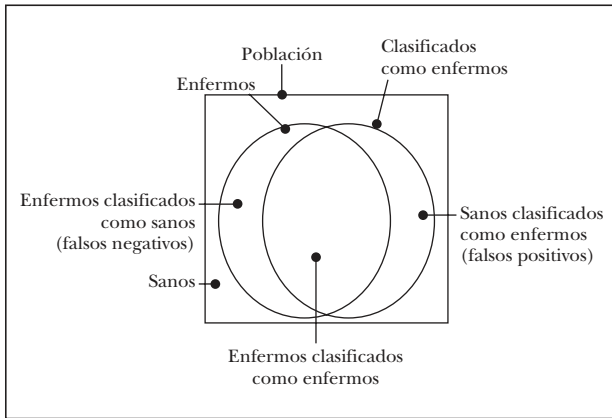 Población
Clasificados
como enfermos
Enfermos
Enfermos clasificados
como sanos
(falsos negativos)
Sanos clasificados
como enfermos
(falsos positivos)
Sanos
Enfermos clasificados
como enfermos